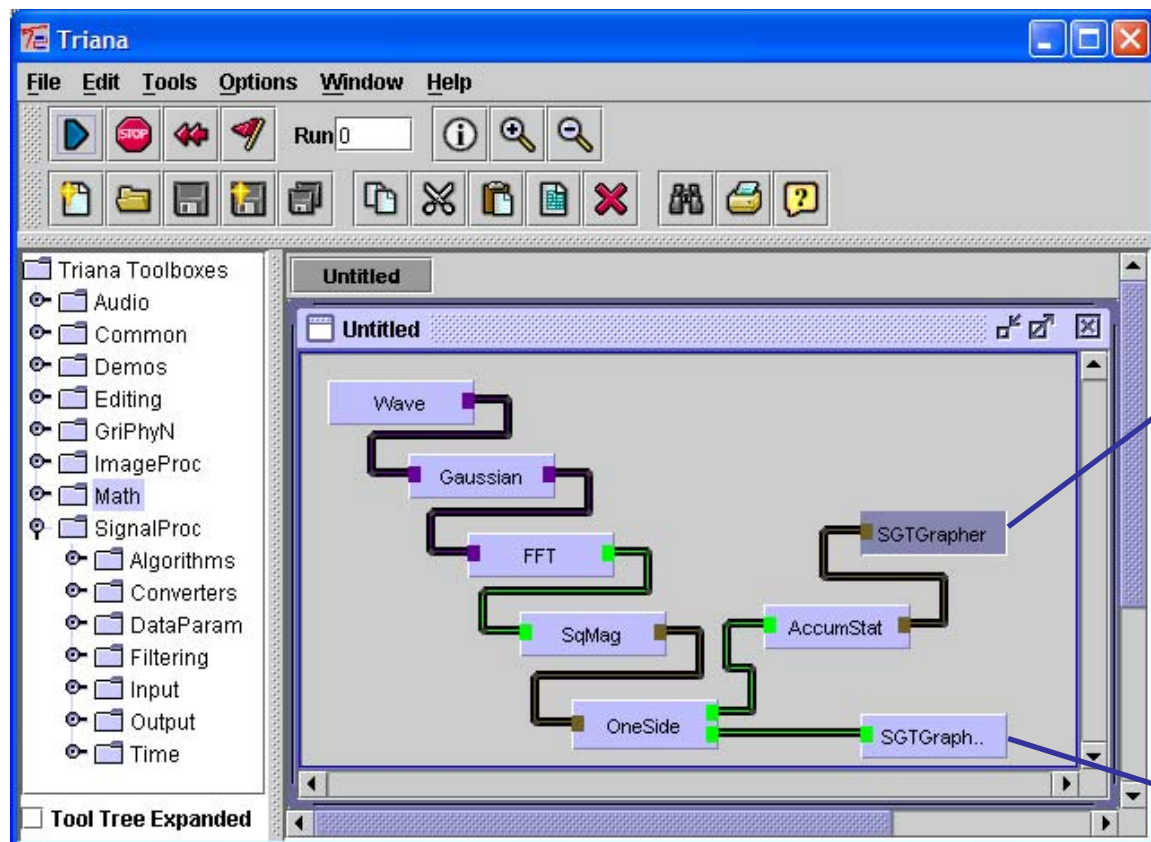 Triana
File Edit Tools Options Window Help
STOP Run 0
Triana Toolboxes
Audio
Common
Demos
Editing
GriPhyN
ImageProc
Math
SignalProc
Algorithms
Converters
DataParam
Filtering
Input
Output
Time
Tool Tree Expanded
Untitled
Untitled
Wave
Gaussian
FFT
SGTGrapher
SqMag
AccumStat
OneSide
SGTGraph..